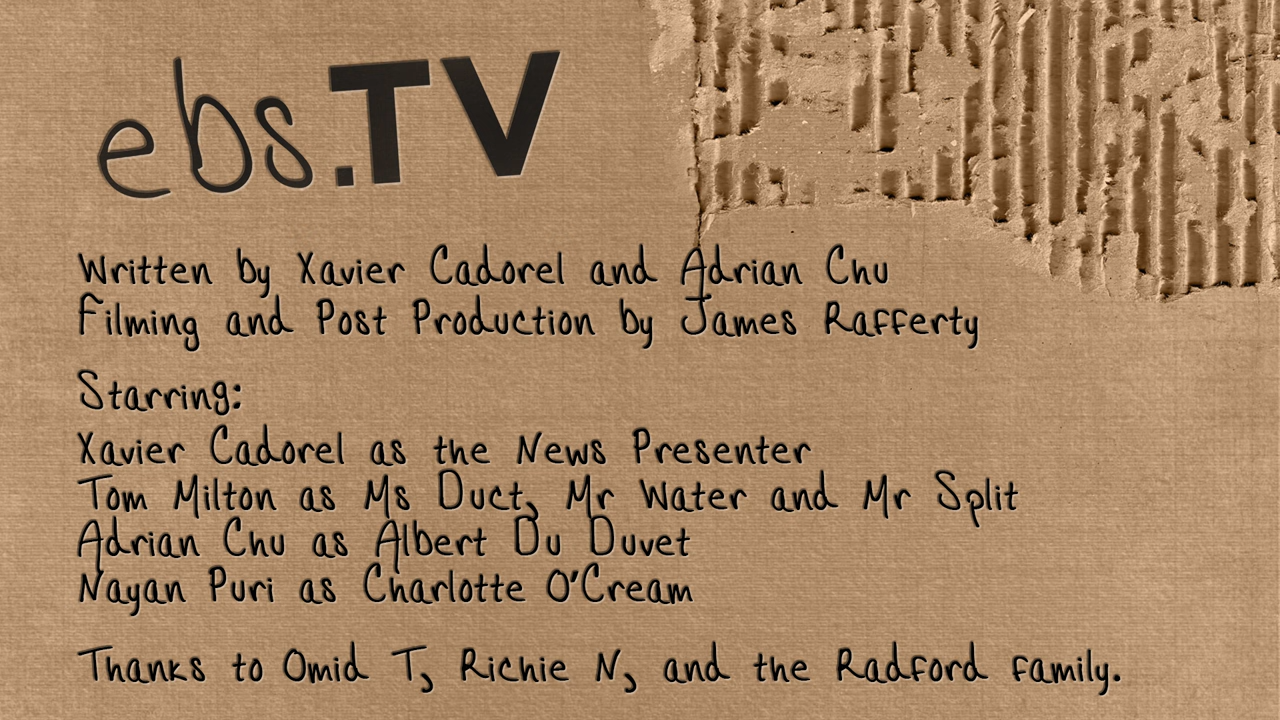 ebs.TV
Written by Xavier Cadorel and Adrian Chu
Filming and Post Production by James Rafferty
Starring:
Xavier Cadorel as the News Presenter
Tom Milton as Ms Duct, Mr Water and Mr Split
Adrian Chu as Albert Du Duvet
Nayan Puri as Charlotte O'Cream
Thanks to Omid T, Richie N, and the Radford family.